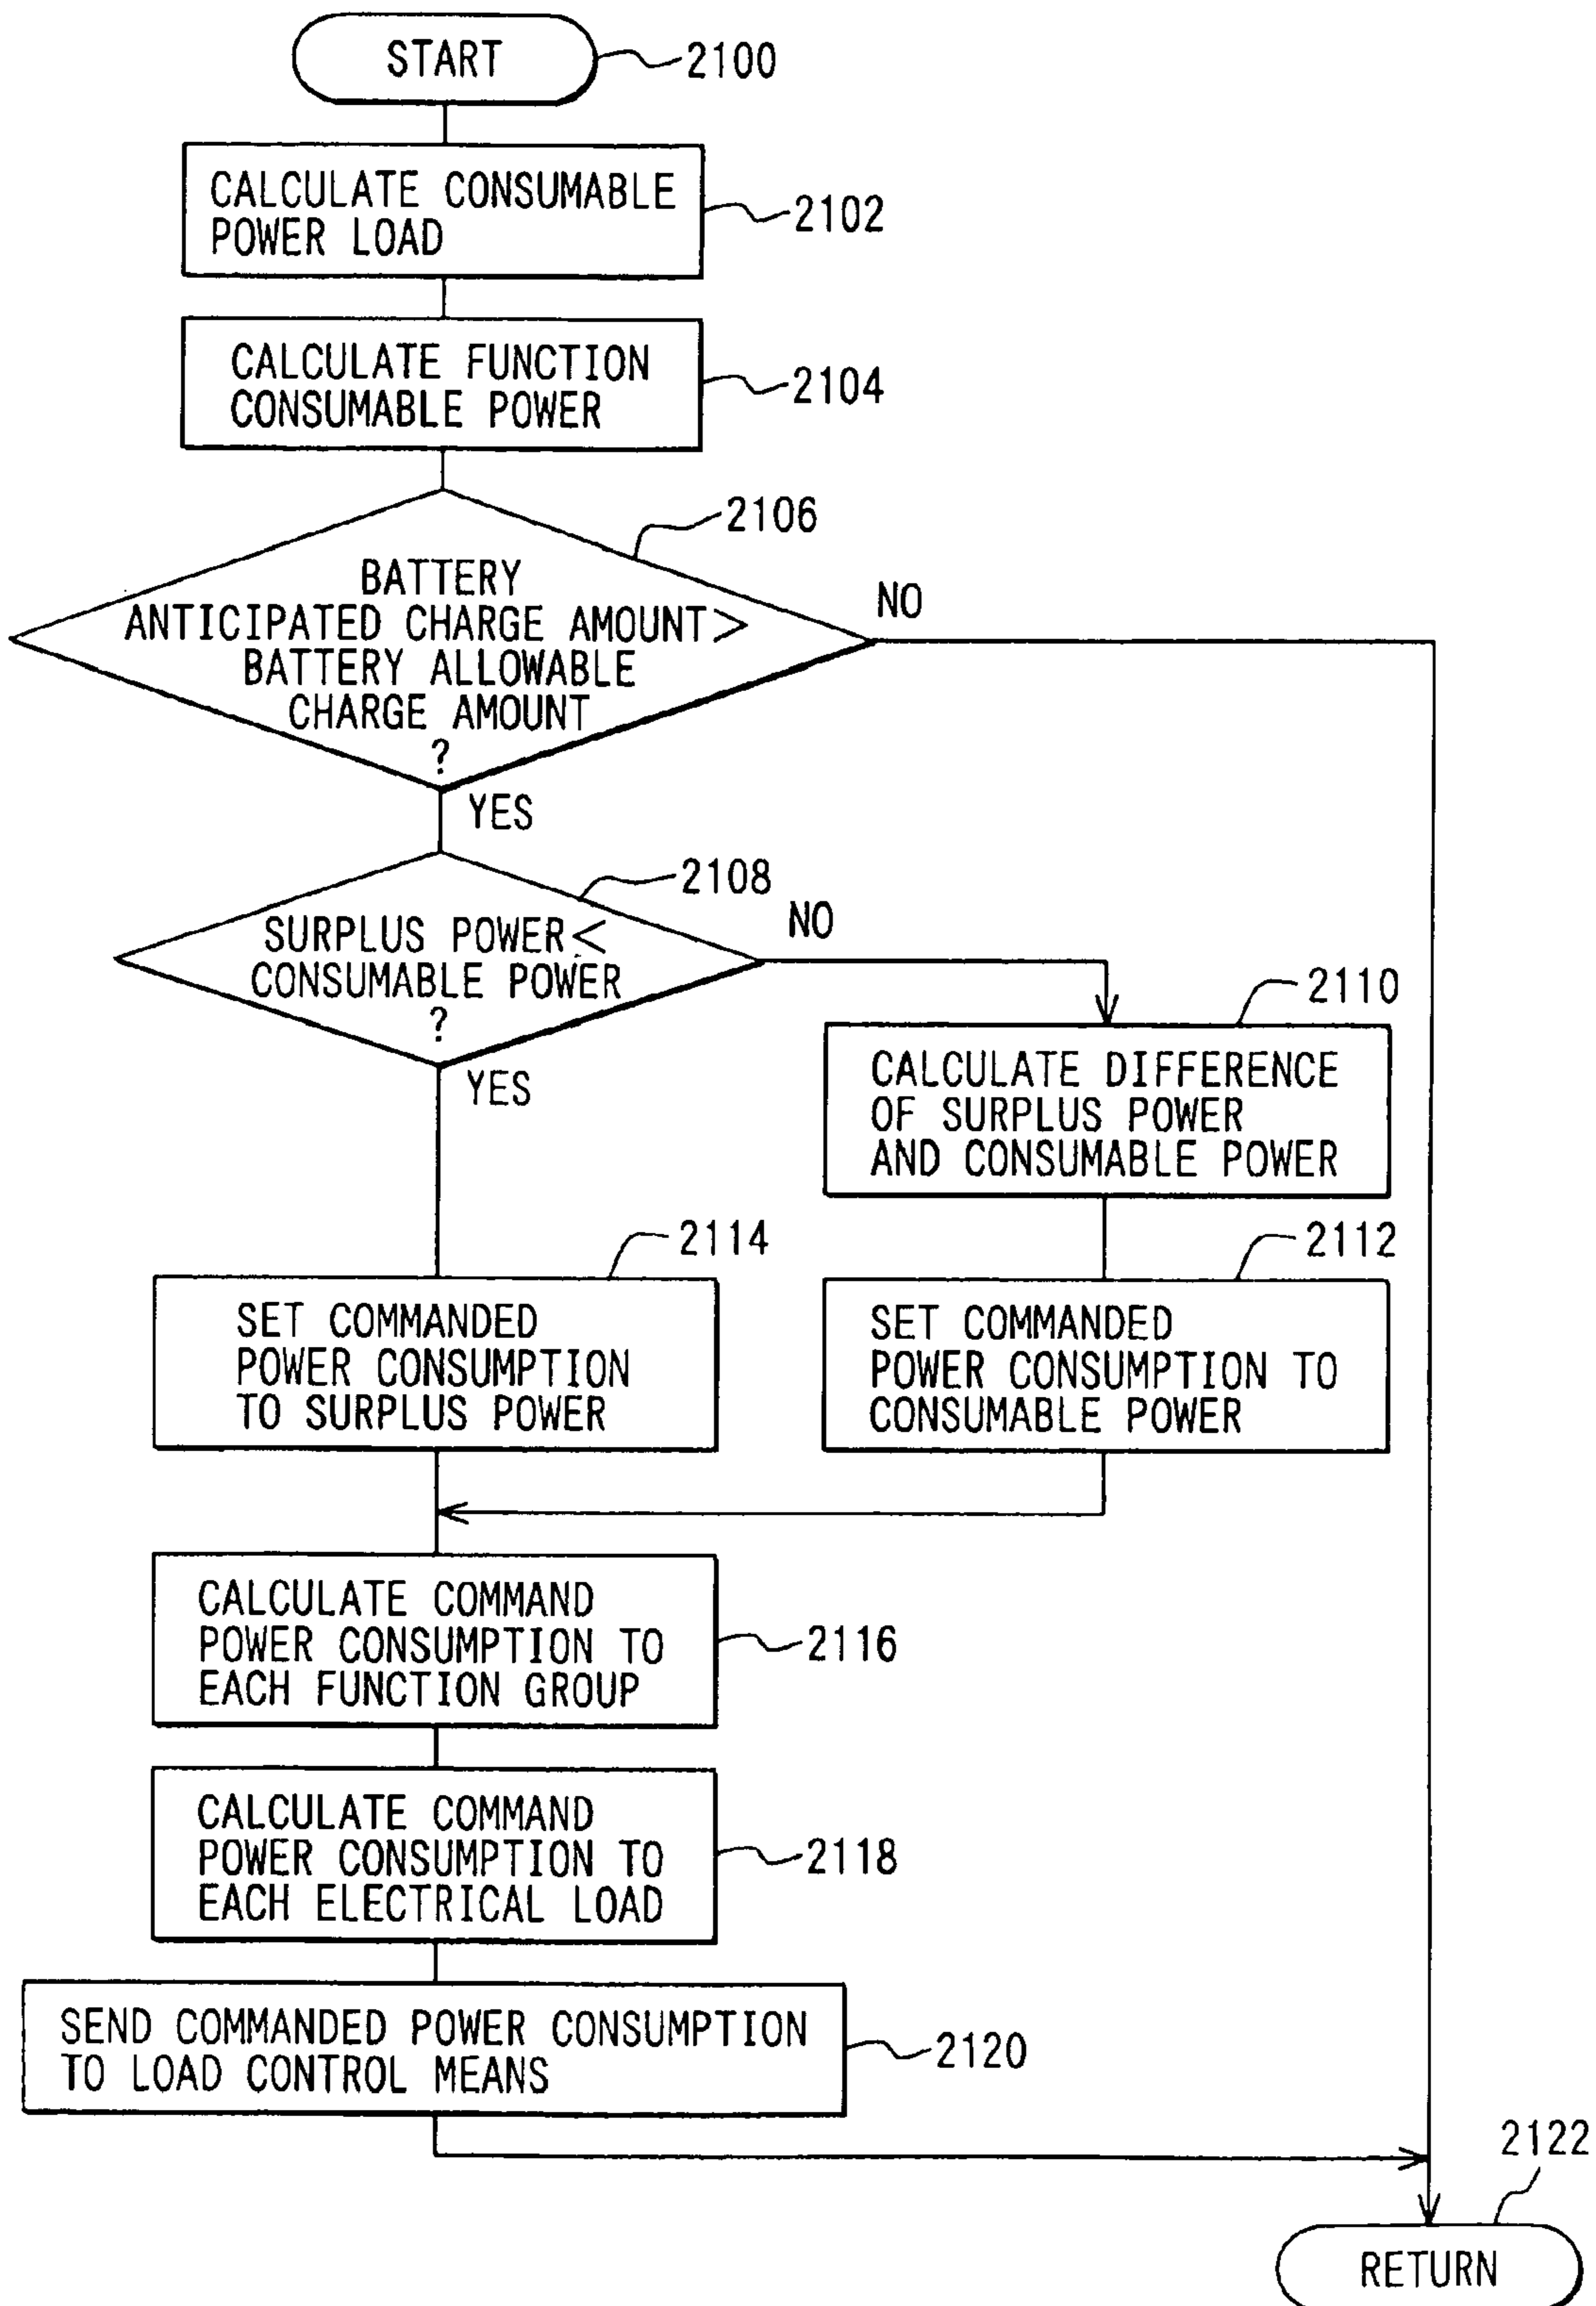 START
2100
CALCULATE CONSUMABLE
POWER LOAD
2102
CALCULATE FUNCTION
CONSUMABLE POWER
2104
2106
BATTERY
ANTICIPATED CHARGE AMOUNT>
BATTERY ALLOWABLE
CHARGE AMOUNT
?
NO
YES
2108
SURPLUS POWER<
CONSUMABLE POWER
?
NO
YES
2110
CALCULATE DIFFERENCE
OF SURPLUS POWER
AND CONSUMABLE POWER
2114
SET COMMANDED
POWER CONSUMPTION
TO SURPLUS POWER
2112
SET COMMANDED
POWER CONSUMPTION TO
CONSUMABLE POWER
CALCULATE COMMAND
POWER CONSUMPTION TO
EACH FUNCTION GROUP
2116
CALCULATE COMMAND
POWER CONSUMPTION TO
EACH ELECTRICAL LOAD
2118
SEND COMMANDED POWER CONSUMPTION
TO LOAD CONTROL MEANS
2120
2122
RETURN